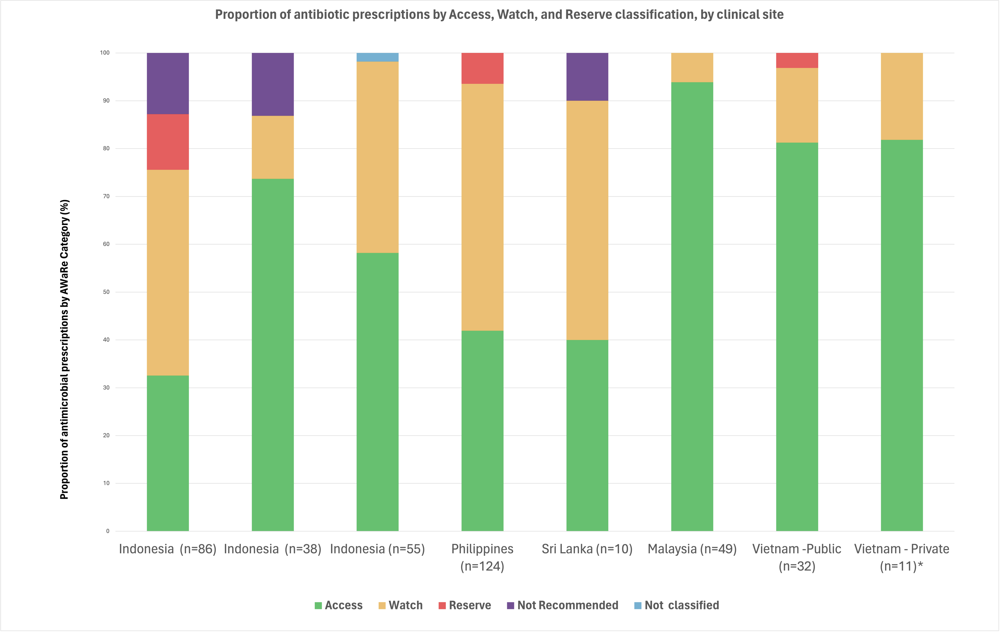 Proportion of antibiotic prescriptions by Access, Watch, and Reserve classification, by clinical site
Proportion of antimicrobial prescriptions by AWaRe Category (%)
100
90
80
70
60
50
40
30
20
10
0
Indonesia (n=86)
Indonesia (n=38)
Indonesia (n=55)
Philippines
(n=124)
Sri Lanka (n=10)
Malaysia (n=49)
Vietnam -Public
(n=32)
Vietnam - Private
(n=11)*
Access
Watch
Reserve
Not Recommended
Not classified